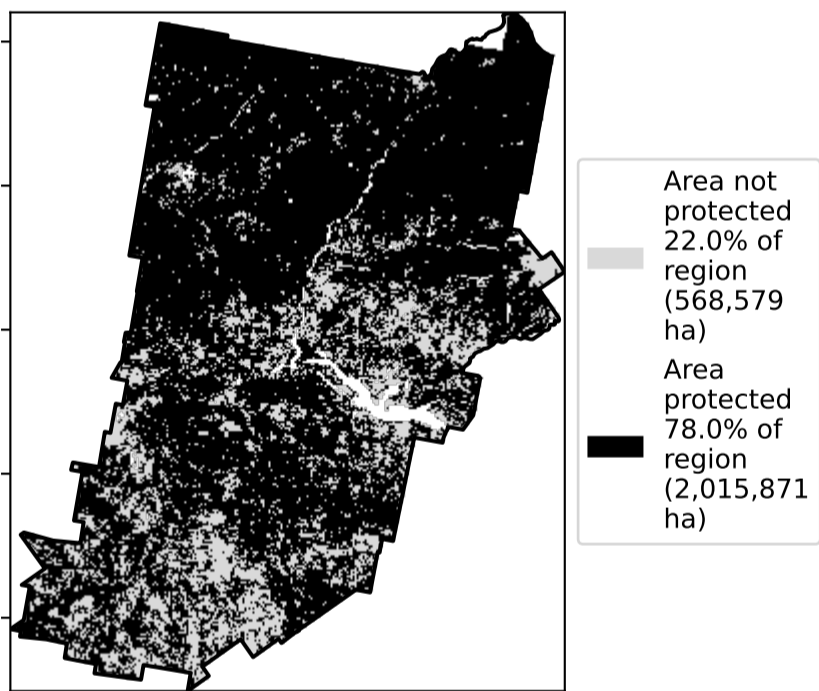 Area not
protected
22.0% of
region
(568,579
ha)
Area
protected
78.0% of
region
(2,015,871
ha)